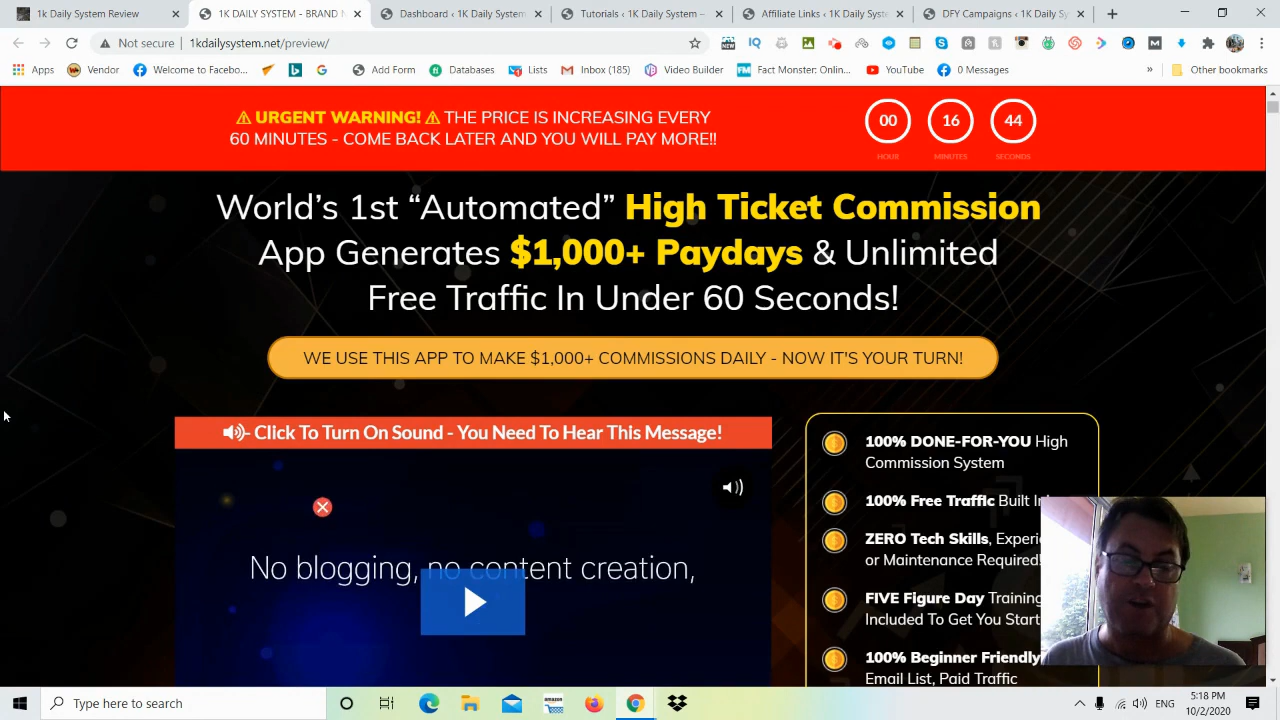 1K Daily System Review
1K DAILY SYSTEM - BRAND N
Dashboard ‹ 1K Daily System
Tutorials ‹ 1K Daily System –
Affiliate Links ‹ 1K Daily Syste
DFY Campaigns ‹ 1K Daily Sy
Not secure
1kdailysystem.net/preview/
Apps
Vendor
Welcome to Facebo...
Add Form
Databases
Lists
Inbox (185)
Video Builder
Fact Monster: Onlin...
YouTube
0 Messages
»
Other bookmarks
⚠ URGENT WARNING! ⚠ THE PRICE IS INCREASING EVERY
60 MINUTES - COME BACK LATER AND YOU WILL PAY MORE!!
00 16 44
HOUR MINUTES SECONDS
World's 1st “Automated” High Ticket Commission
App Generates $1,000+ Paydays & Unlimited
Free Traffic In Under 60 Seconds!
WE USE THIS APP TO MAKE $1,000+ COMMISSIONS DAILY - NOW IT'S YOUR TURN!
- Click To Turn On Sound - You Need To Hear This Message!
No blogging, no content creation,
100% DONE-FOR-YOU High
Commission System
100% Free Traffic Built In
ZERO Tech Skills, Experi
or Maintenance Required!
FIVE Figure Day Training
Included To Get You Start
100% Beginner Friendly
Email List, Paid Traffic
Type here to search
ENG
5:18 PM
10/2/2020